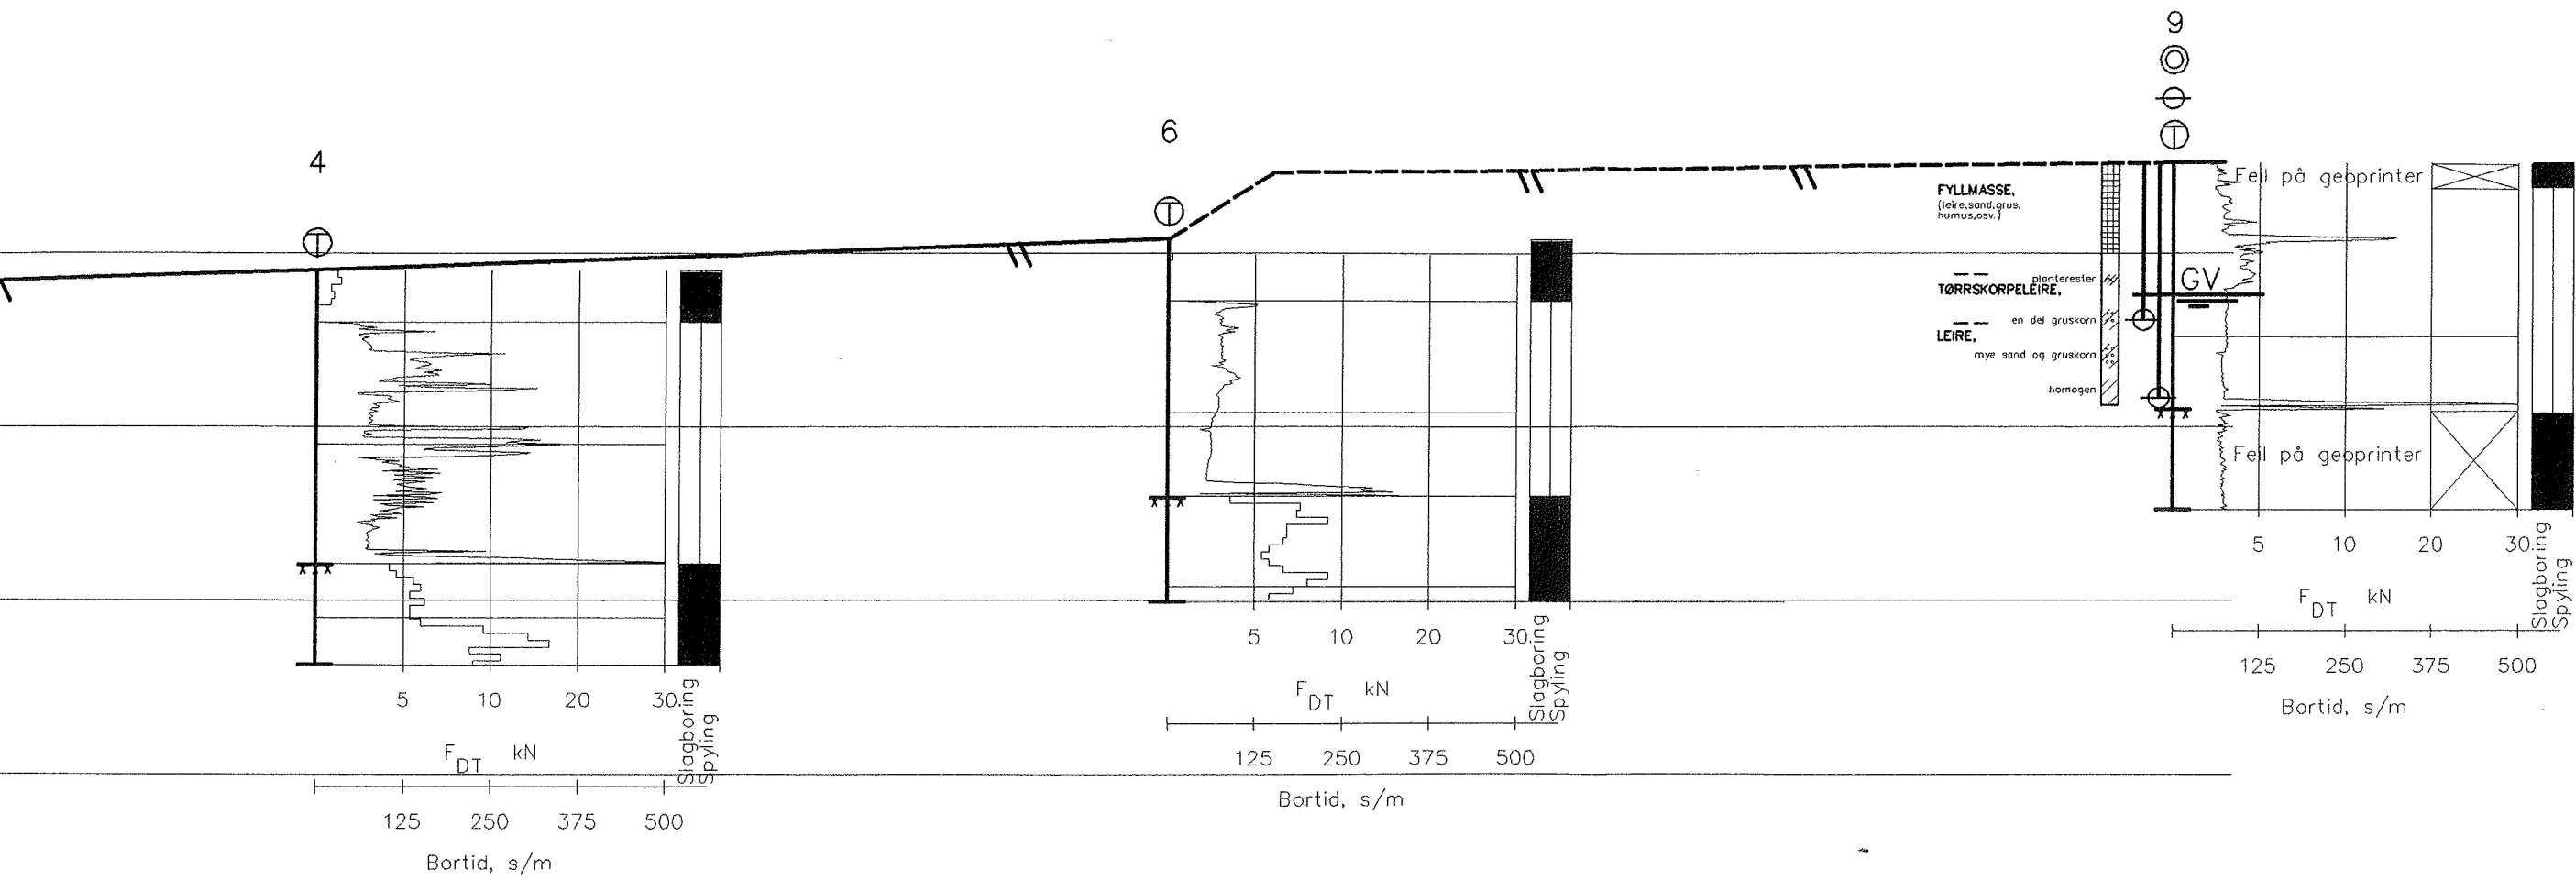 4
5 10 20 30
F DT kN
Slagboring
Spyling
125 250 375 500
Bortid, s/m
6
5 10 20 30
F DT kN
Slagboring
Spyling
125 250 375 500
Bortid, s/m
FYLLMASSE,
(leire,sand,grus,
humus,osv.)
planterester
TØRRSKORPELEIRE,
en del gruskorn
LEIRE,
mye sand og gruskorn
homogen
9
GV
Feil på geoprinter
Feil på geoprinter
5 10 20 30
F DT kN
Slagboring
Spyling
125 250 375 500
Bortid, s/m